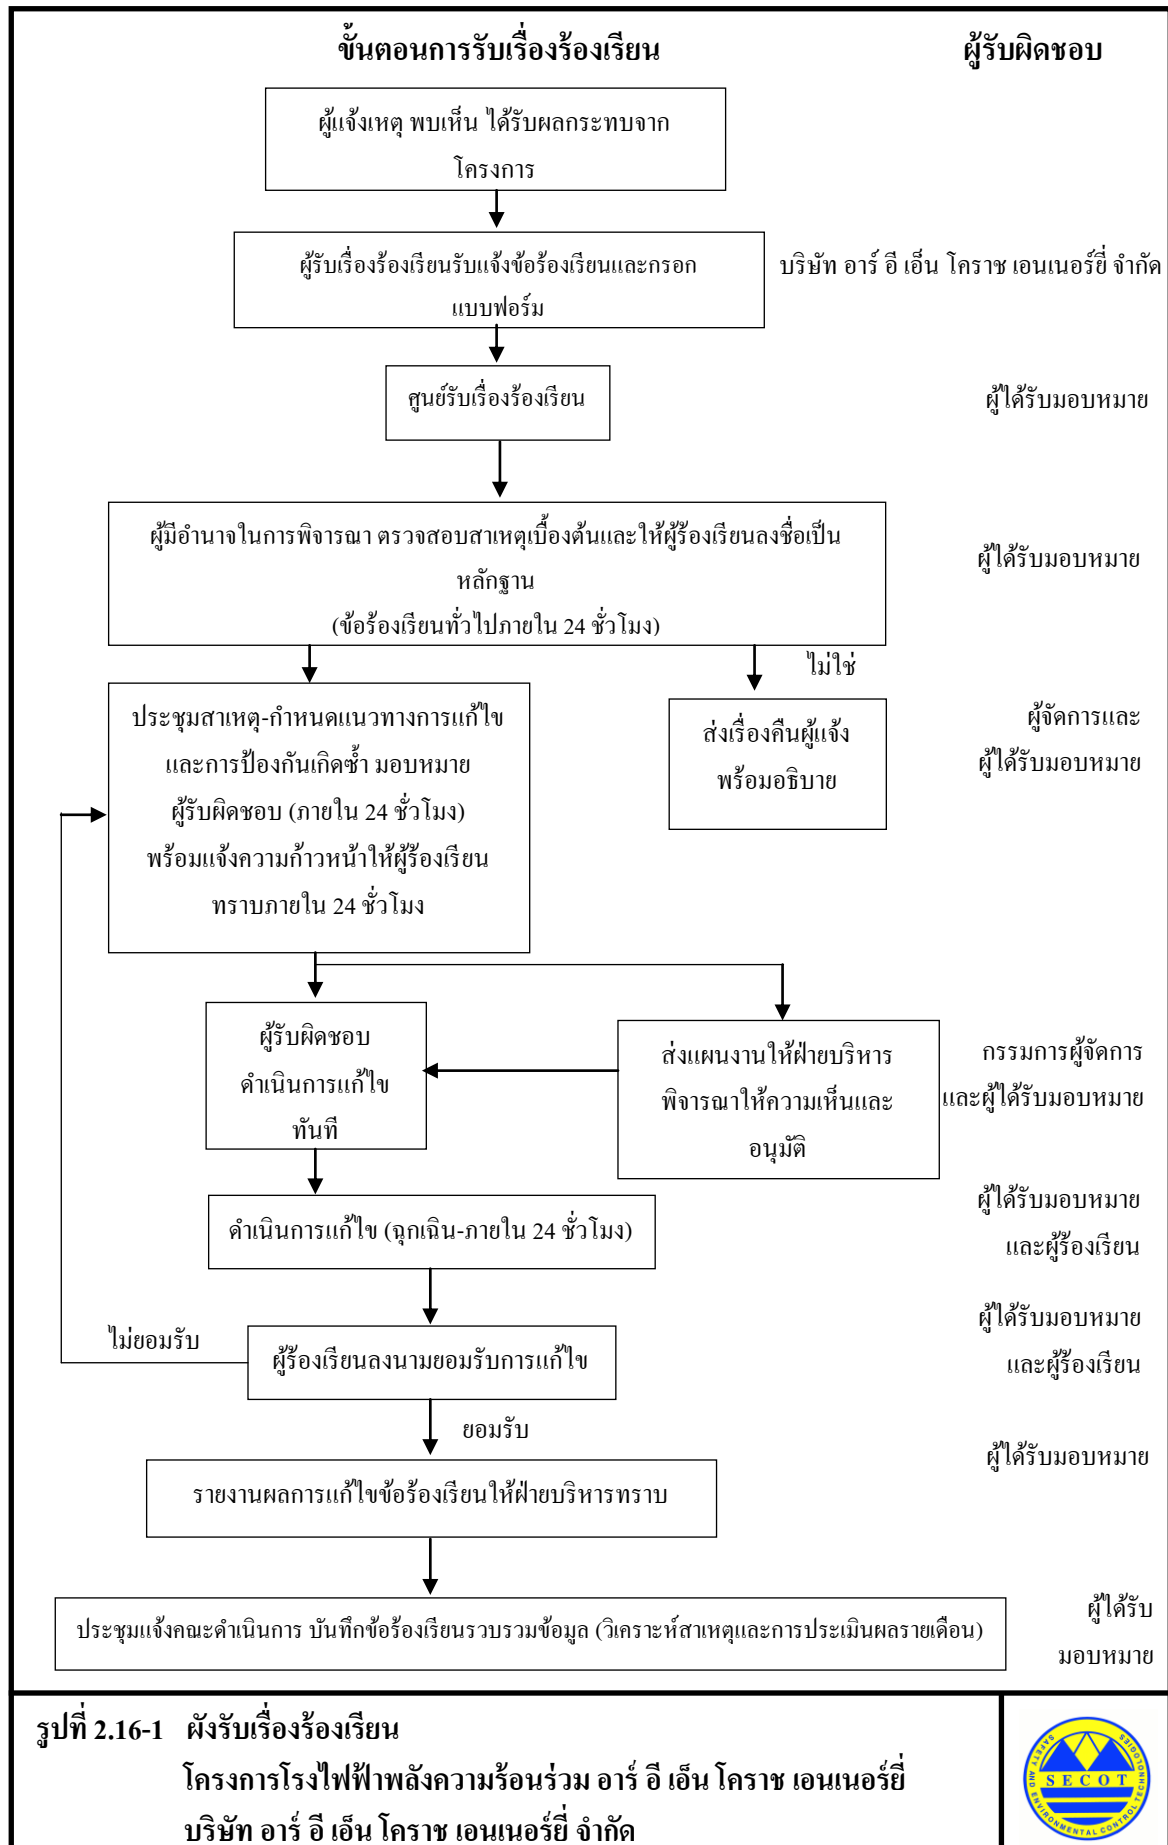 ขั้นตอนการรับเรื่องร้องเรียน
ผู้รับผิดชอบ
ผู้แจ้งเหตุ พบเห็น ได้รับผลกระทบจาก
โครงการ
ผู้รับเรื่องร้องเรียนรับแจ้งข้อร้องเรียนและกรอก
แบบฟอร์ม
บริษัท อาร์ อี เอ็น โคราช เอนเนอร์ยี่ จำกัด
ศูนย์รับเรื่องร้องเรียน
ผู้ได้รับมอบหมาย
ผู้มีอำนาจในการพิจารณา ตรวจสอบสาเหตุเบื้องต้นและให้ผู้ร้องเรียนลงชื่อเป็น
หลักฐาน
(ข้อร้องเรียนทั่วไปภายใน 24 ชั่วโมง)
ผู้ได้รับมอบหมาย
ไม่ใช่
ประชุมสาเหตุ-กำหนดแนวทางการแก้ไข
และการป้องกันเกิดซ้ำ มอบหมาย
ผู้รับผิดชอบ (ภายใน 24 ชั่วโมง)
พร้อมแจ้งความก้าวหน้าให้ผู้ร้องเรียน
ทราบภายใน 24 ชั่วโมง
ส่งเรื่องคืนผู้แจ้ง
พร้อมอธิบาย
ผู้จัดการและ
ผู้ได้รับมอบหมาย
ผู้รับผิดชอบ
ดำเนินการแก้ไข
ทันที
ส่งแผนงานให้ฝ่ายบริหาร
พิจารณาให้ความเห็นและ
อนุมัติ
กรรมการผู้จัดการ
และผู้ได้รับมอบหมาย
ดำเนินการแก้ไข (ฉุกเฉิน-ภายใน 24 ชั่วโมง)
ผู้ได้รับมอบหมาย
และผู้ร้องเรียน
ไม่ยอมรับ
ผู้ร้องเรียนลงนามยอมรับการแก้ไข
ผู้ได้รับมอบหมาย
และผู้ร้องเรียน
ยอมรับ
รายงานผลการแก้ไขข้อร้องเรียนให้ฝ่ายบริหารทราบ
ผู้ได้รับมอบหมาย
ประชุมแจ้งคณะดำเนินการ บันทึกข้อร้องเรียนรวบรวมข้อมูล (วิเคราะห์สาเหตุและการประเมินผลรายเดือน)
ผู้ได้รับ
มอบหมาย
รูปที่ 2.16-1 ผังรับเรื่องร้องเรียน
โครงการโรงไฟฟ้าพลังความร้อนร่วม อาร์ อี เอ็น โคราช เอนเนอร์ยี่
บริษัท อาร์ อี เอ็น โคราช เอนเนอร์ยี่ จำกัด
SECOT
SAFETY AND ENVIRONMENTAL CONTROL TECHNOLOGIES